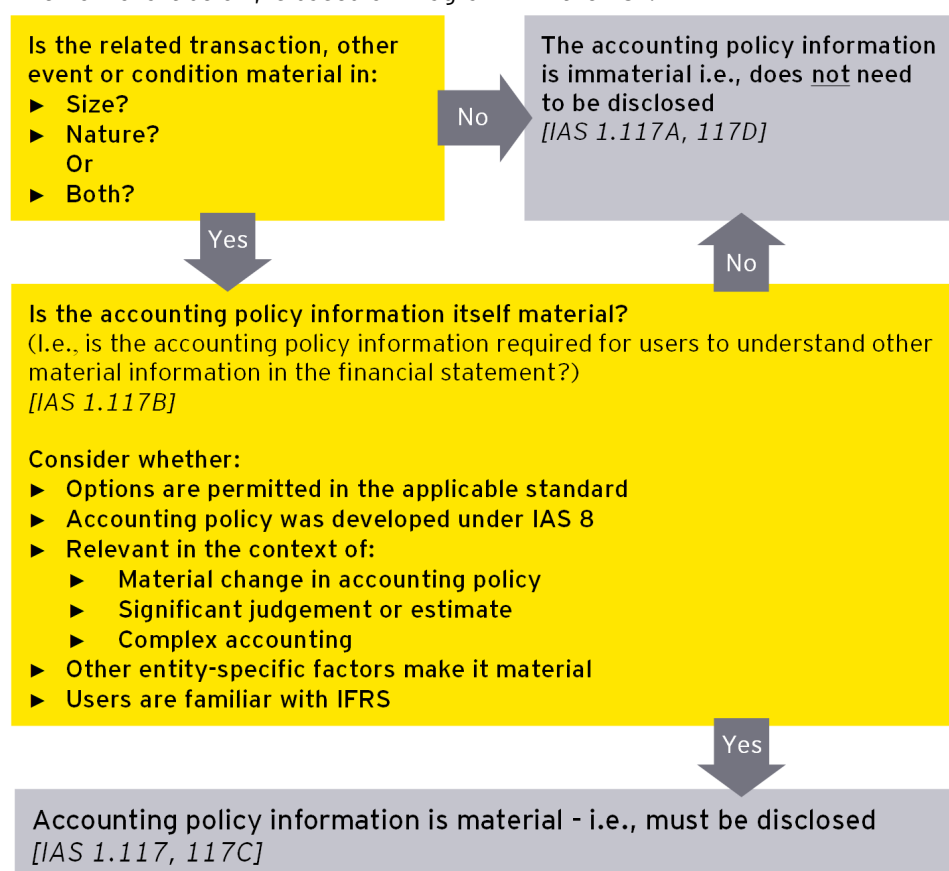 Is the related transaction, other
event or condition material in:
► Size?
► Nature?
Or
► Both?
No
The accounting policy information
is immaterial i.e., does not need
to be disclosed
[IAS 1.117A, 117D]
Yes
No
Is the accounting policy information itself material?
(I.e., is the accounting policy information required for users to understand other
material information in the financial statement?)
[IAS 1.117B]
Consider whether:
► Options are permitted in the applicable standard
► Accounting policy was developed under IAS 8
► Relevant in the context of:
► Material change in accounting policy
► Significant judgement or estimate
► Complex accounting
► Other entity-specific factors make it material
► Users are familiar with IFRS
Yes
Accounting policy information is material - i.e., must be disclosed
[IAS 1.117, 117C]